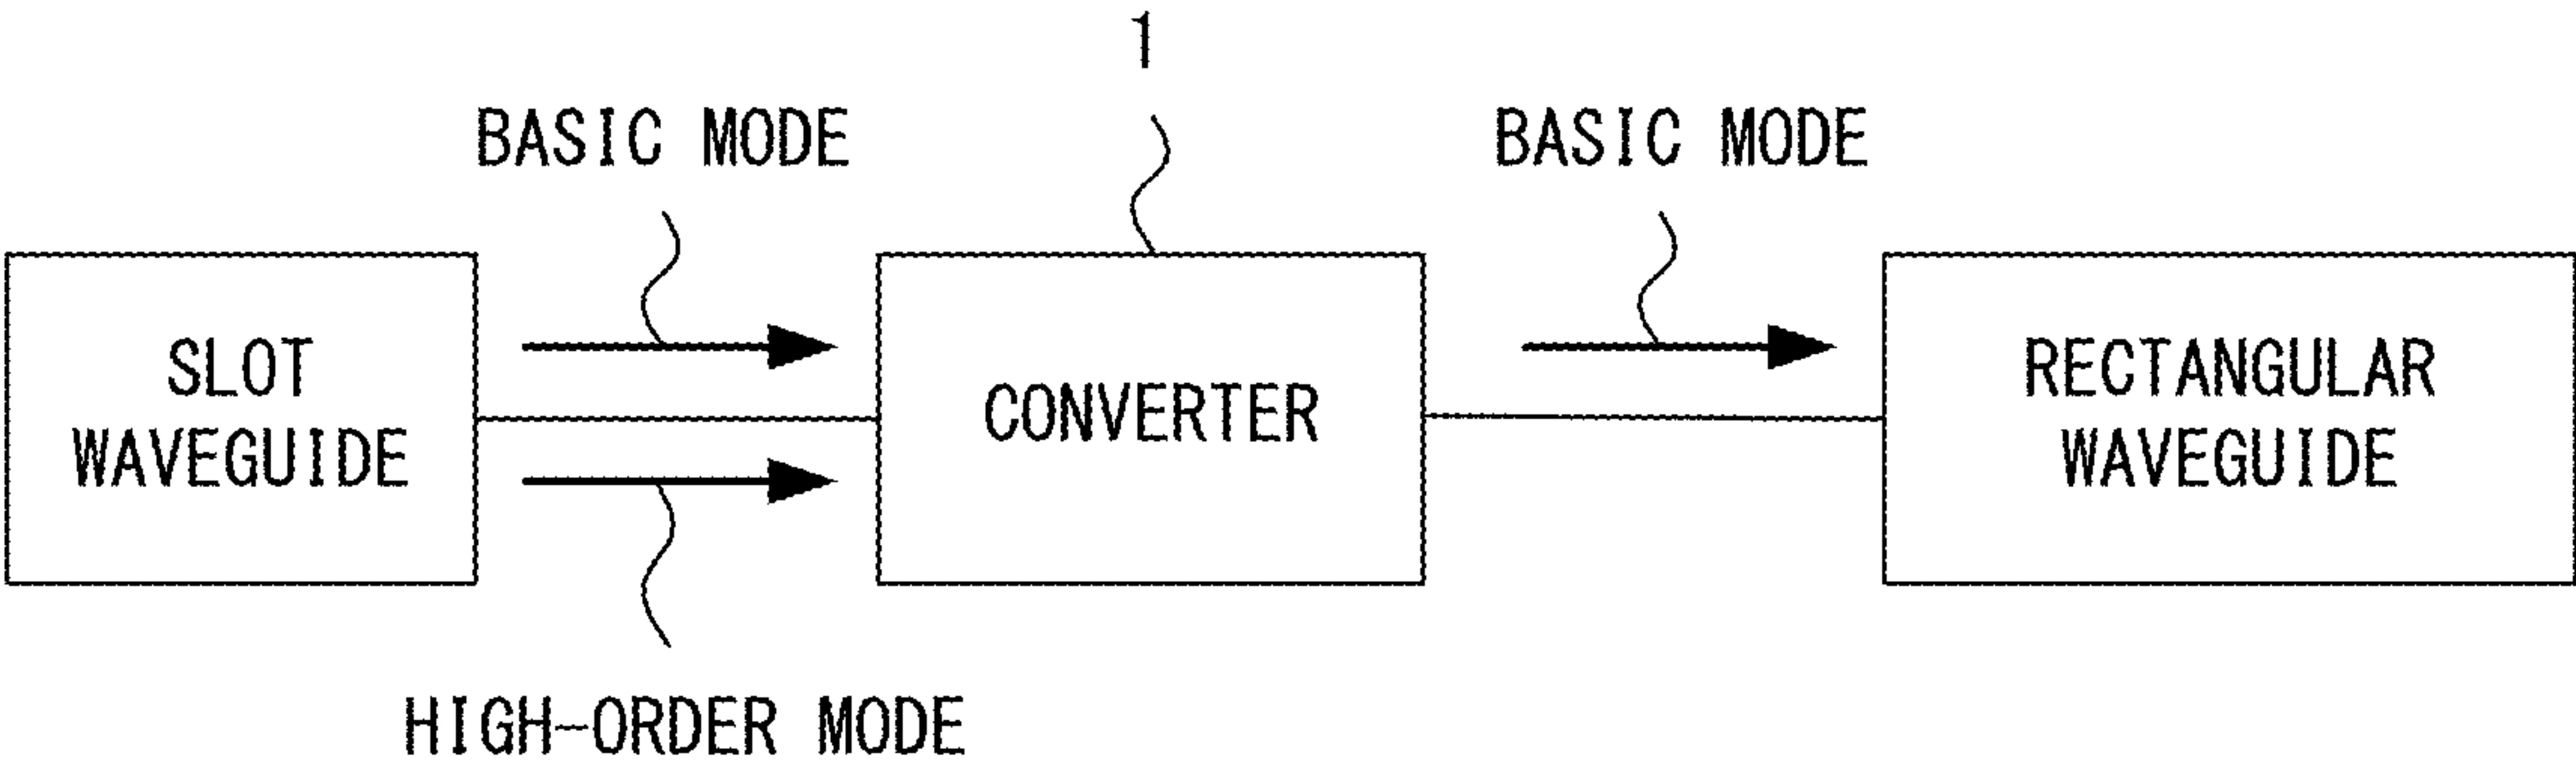 1
BASIC MODE
BASIC MODE
SLOT
WAVEGUIDE
CONVERTER
RECTANGULAR
WAVEGUIDE
HIGH-ORDER MODE